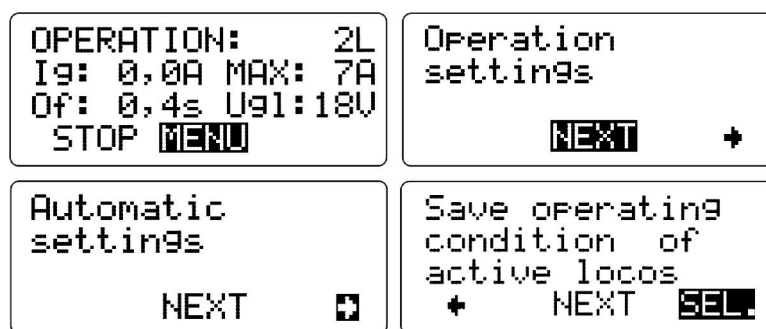 OPERATION: 2L
Ig: 0,0A MAX: 7A
Of: 0,4s Ugl:18V
STOP MENU
Operation
settings
NEXT →
Automatic
settings
NEXT →
Save operating
condition of
active locos
← NEXT SEL.